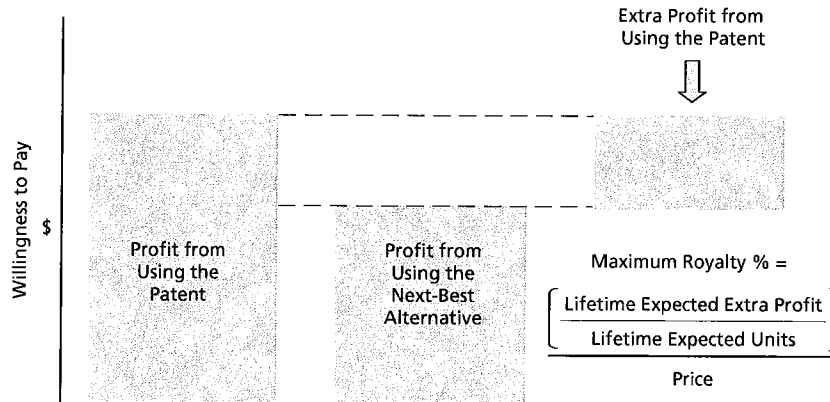 Extra Profit from
Using the Patent
Willingness to Pay
$
Profit from
Using the
Patent
Profit from
Using the
Next-Best
Alternative
Maximum Royalty % =
Lifetime Expected Extra Profit
Lifetime Expected Units
Price